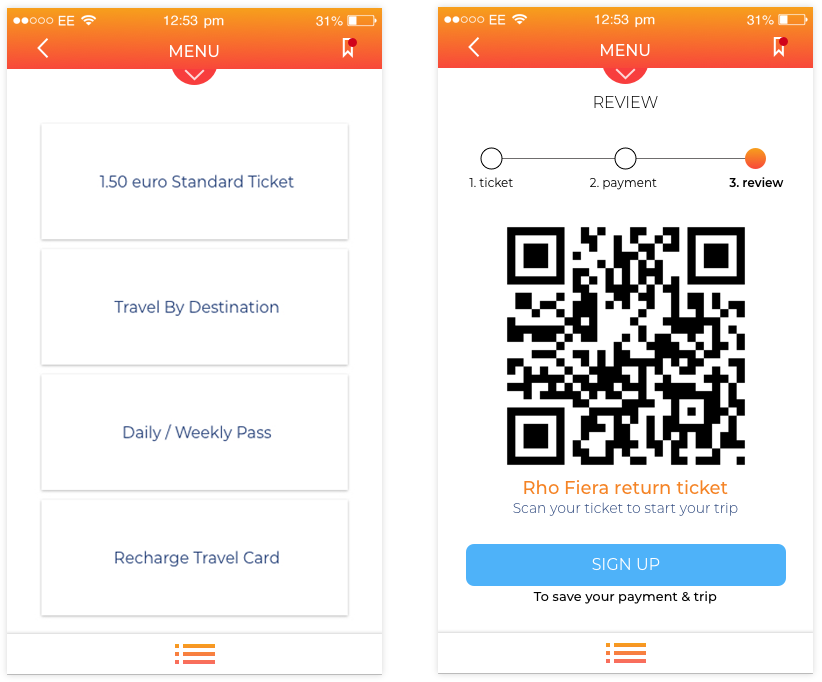 EE 12:53 pm 31%
MENU
1.50 euro Standard Ticket
Travel By Destination
Daily / Weekly Pass
Recharge Travel Card
EE 12:53 pm 31%
MENU
REVIEW
1. ticket 2. payment 3. review
Rho Fiera return ticket
Scan your ticket to start your trip
SIGN UP
To save your payment & trip